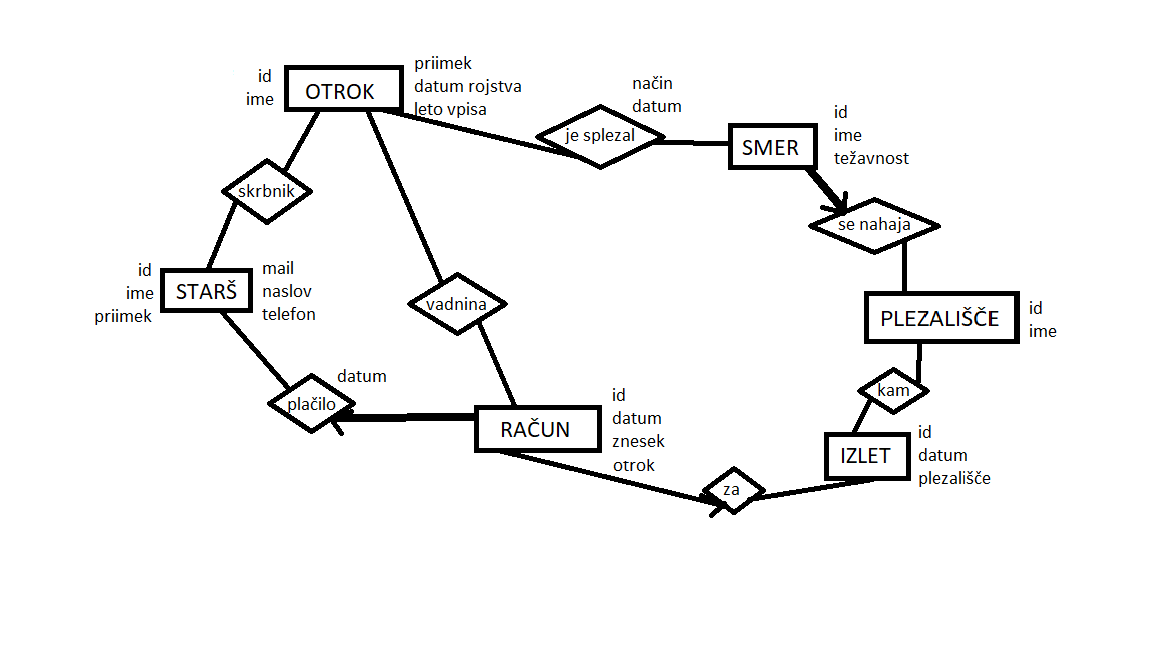 id
ime
OTROK
priimek
datum rojstva
leto vpisa
način
datum
je splezal
SMER
id
ime
težavnost
skrbnik
se nahaja
id
ime
priimek
STARŠ
mail
naslov
telefon
vadnina
PLEZALIŠČE
id
ime
datum
plačilo
kam
RAČUN
id
datum
znesek
otrok
IZLET
id
datum
plezališče
za